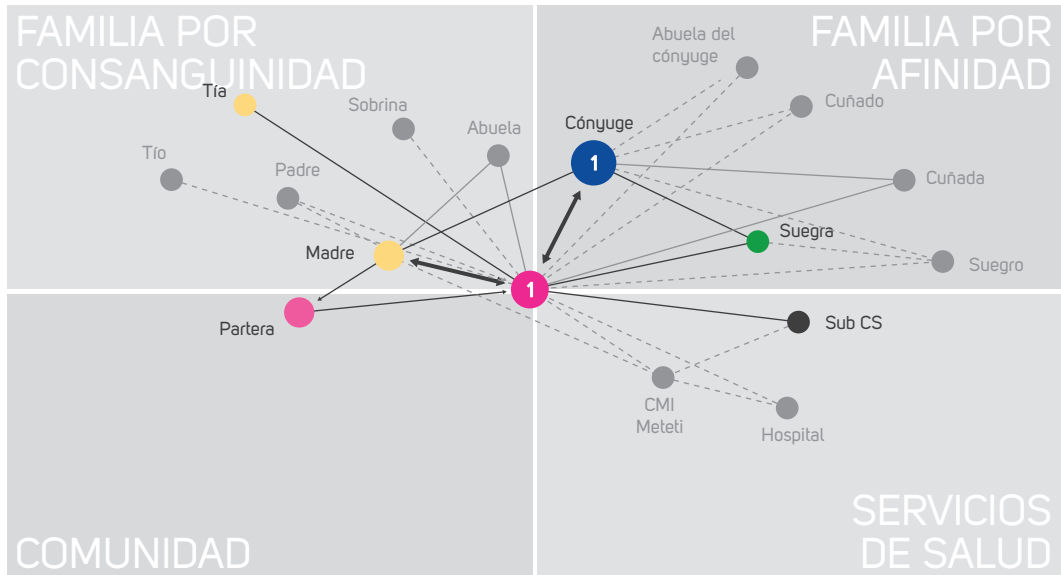 FAMILIA POR
CONSANGUINIDAD
Tía
Sobrina
Abuela
Tío
Padre
Madre
FAMILIA POR
AFINIDAD
Abuela del
cónyuge
Cuñado
Cónyuge
1
Cuñada
Suegra
Suegro
1
Partera
COMUNIDAD
Sub CS
CMI
Meteti
Hospital
SERVICIOS
DE SALUD